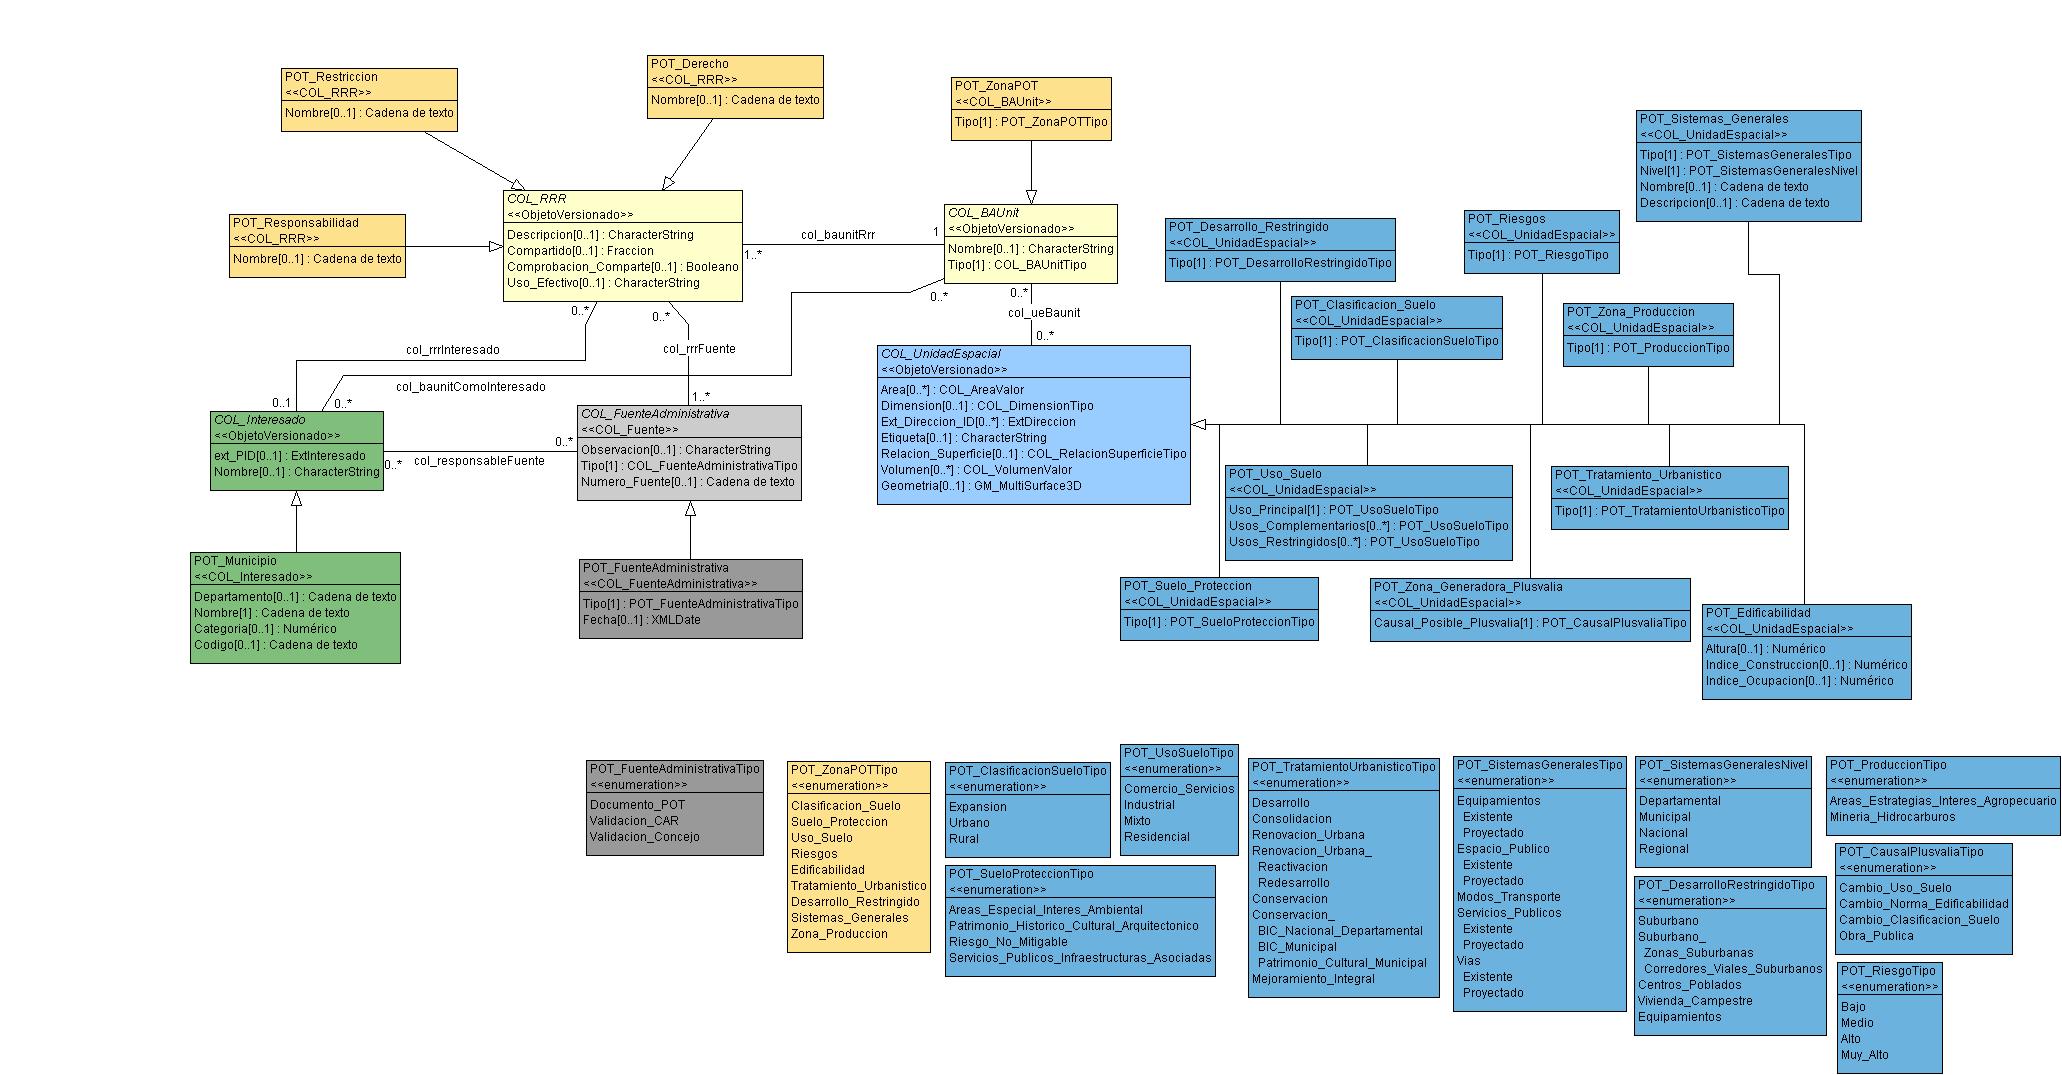 POT_Restriccion
<<COL_RRR>>
Nombre[0..1] : Cadena de texto
POT_Derecho
<<COL_RRR>>
Nombre[0..1] : Cadena de texto
POT_ZonaPOT
<<COL_BAUnit>>
Tipo[1] : POT_ZonaPOTTipo
POT_Sistemas_Generales
<<COL_UnidadEspacial>>
Tipo[1] : POT_SistemasGeneralesTipo
Nivel[1] : POT_SistemasGeneralesNivel
Nombre[0..1] : Cadena de texto
Descripcion[0..1] : Cadena de texto
POT_Responsabilidad
<<COL_RRR>>
Nombre[0..1] : Cadena de texto
COL_RRR
<<ObjetoVersionado>>
Descripcion[0..1] : CharacterString
Compartido[0..1] : Fraccion
Comprobacion_Comparte[0..1] : Booleano
Uso_Efectivo[0..1] : CharacterString
col_baunitRrr
1
1..*
COL_BAUnit
<<ObjetoVersionado>>
Nombre[0..1] : CharacterString
Tipo[1] : COL_BAUnitTipo
POT_Desarrollo_Restringido
<<COL_UnidadEspacial>>
Tipo[1] : POT_DesarrolloRestringidoTipo
POT_Riesgos
<<COL_UnidadEspacial>>
Tipo[1] : POT_RiesgoTipo
POT_Clasificacion_Suelo
<<COL_UnidadEspacial>>
Tipo[1] : POT_ClasificacionSueloTipo
POT_Zona_Produccion
<<COL_UnidadEspacial>>
Tipo[1] : POT_ProduccionTipo
0..*
0..*
0..*
0..*
col_ueBaunit
0..*
col_rrrInteresado
col_rrrFuente
col_baunitComoInteresado
0..1
0..*
1..*
COL_UnidadEspacial
<<ObjetoVersionado>>
Area[0..*] : COL_AreaValor
Dimension[0..1] : COL_DimensionTipo
Ext_Direccion_ID[0..*] : ExtDireccion
Etiqueta[0..1] : CharacterString
Relacion_Superficie[0..1] : COL_RelacionSuperficieTipo
Volumen[0..*] : COL_VolumenValor
Geometria[0..1] : GM_MultiSurface3D
COL_Interesado
<<ObjetoVersionado>>
ext_PID[0..1] : ExtInteresado
Nombre[0..1] : CharacterString
0..*
0..*
col_responsableFuente
COL_FuenteAdministrativa
<<COL_Fuente>>
Observacion[0..1] : CharacterString
Tipo[1] : COL_FuenteAdministrativaTipo
Numero_Fuente[0..1] : Cadena de texto
POT_Uso_Suelo
<<COL_UnidadEspacial>>
Uso_Principal[1] : POT_UsoSueloTipo
Usos_Complementarios[0..*] : POT_UsoSueloTipo
Usos_Restringidos[0..*] : POT_UsoSueloTipo
POT_Tratamiento_Urbanistico
<<COL_UnidadEspacial>>
Tipo[1] : POT_TratamientoUrbanisticoTipo
POT_Municipio
<<COL_Interesado>>
Departamento[0..1] : Cadena de texto
Nombre[1] : Cadena de texto
Categoria[0..1] : Numérico
Codigo[0..1] : Cadena de texto
POT_FuenteAdministrativa
<<COL_FuenteAdministrativa>>
Tipo[1] : POT_FuenteAdministrativaTipo
Fecha[0..1] : XMLDate
POT_Suelo_Proteccion
<<COL_UnidadEspacial>>
Tipo[1] : POT_SueloProteccionTipo
POT_Zona_Generadora_Plusvalia
<<COL_UnidadEspacial>>
Causal_Posible_Plusvalia[1] : POT_CausalPlusvaliaTipo
POT_Edificabilidad
<<COL_UnidadEspacial>>
Altura[0..1] : Numérico
Indice_Construccion[0..1] : Numérico
Indice_Ocupacion[0..1] : Numérico
POT_FuenteAdministrativaTipo
<<enumeration>>
Documento_POT
Validacion_CAR
Validacion_Concejo
POT_ZonaPOTTipo
<<enumeration>>
Clasificacion_Suelo
Suelo_Proteccion
Uso_Suelo
Riesgos
Edificabilidad
Tratamiento_Urbanistico
Desarrollo_Restringido
Sistemas_Generales
Zona_Produccion
POT_ClasificacionSueloTipo
<<enumeration>>
Expansion
Urbano
Rural
POT_SueloProteccionTipo
<<enumeration>>
Areas_Especial_Interes_Ambiental
Patrimonio_Historico_Cultural_Arquitectonico
Riesgo_No_Mitigable
Servicios_Publicos_Infraestructuras_Asociadas
POT_UsoSueloTipo
<<enumeration>>
Comercio_Servicios
Industrial
Mixto
Residencial
POT_TratamientoUrbanisticoTipo
<<enumeration>>
Desarrollo
Consolidacion
Renovacion_Urbana
Renovacion_Urbana_
Reactivacion
Redesarrollo
Conservacion
Conservacion_
BIC_Nacional_Departamental
BIC_Municipal
Patrimonio_Cultural_Municipal
Mejoramiento_Integral
POT_SistemasGeneralesTipo
<<enumeration>>
Equipamientos
Existente
Proyectado
Espacio_Publico
Existente
Proyectado
Modos_Transporte
Servicios_Publicos
Existente
Proyectado
Vias
Existente
Proyectado
POT_SistemasGeneralesNivel
<<enumeration>>
Departamental
Municipal
Nacional
Regional
POT_DesarrolloRestringidoTipo
<<enumeration>>
Suburbano
Suburbano_
Zonas_Suburbanas
Corredores_Viales_Suburbanos
Centros_Poblados
Vivienda_Campestre
Equipamientos
POT_ProduccionTipo
<<enumeration>>
Areas_Estrategias_Interes_Agropecuario
Mineria_Hidrocarburos
POT_CausalPlusvaliaTipo
<<enumeration>>
Cambio_Uso_Suelo
Cambio_Norma_Edificabilidad
Cambio_Clasificacion_Suelo
Obra_Publica
POT_RiesgoTipo
<<enumeration>>
Bajo
Medio
Alto
Muy_Alto